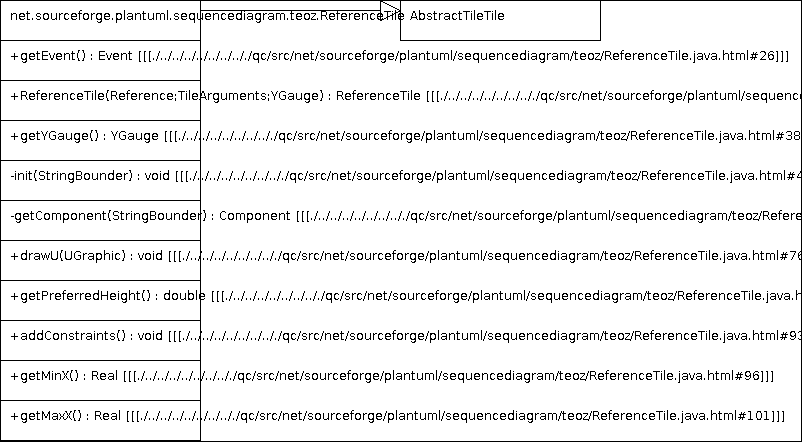 net.sourceforge.plantuml.sequencediagram.teoz.ReferenceTile AbstractTileTile
+getEvent() : Event [[[./../../../../../../../qc/src/net/sourceforge/plantuml/sequencediagram/teoz/ReferenceTile.java.html#26]]]
+ReferenceTile(Reference;TileArguments;YGauge) : ReferenceTile [[[./../../../../../../../qc/src/net/sourceforge/plantuml/sequence
+getYGauge() : YGauge [[[./../../../../../../../qc/src/net/sourceforge/plantuml/sequencediagram/teoz/ReferenceTile.java.html#38
-init(StringBounder) : void [[[./../../../../../../../qc/src/net/sourceforge/plantuml/sequencediagram/teoz/ReferenceTile.java.html#4
-getComponent(StringBounder) : Component [[[./../../../../../../../qc/src/net/sourceforge/plantuml/sequencediagram/teoz/Refere
+drawU(UGraphic) : void [[[./../../../../../../../qc/src/net/sourceforge/plantuml/sequencediagram/teoz/ReferenceTile.java.html#76
+getPreferredHeight() : double [[[./../../../../../../../qc/src/net/sourceforge/plantuml/sequencediagram/teoz/ReferenceTile.java.h
+addConstraints() : void [[[./../../../../../../../qc/src/net/sourceforge/plantuml/sequencediagram/teoz/ReferenceTile.java.html#93
+getMinX() : Real [[[./../../../../../../../qc/src/net/sourceforge/plantuml/sequencediagram/teoz/ReferenceTile.java.html#96]]]
+getMaxX() : Real [[[./../../../../../../../qc/src/net/sourceforge/plantuml/sequencediagram/teoz/ReferenceTile.java.html#101]]]